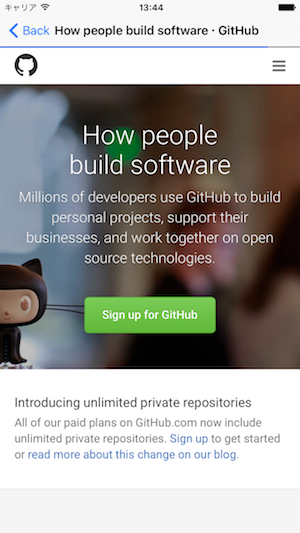 キャリア 13:44
Back How people build software · GitHub
How people
build software
Millions of developers use GitHub to build
personal projects, support their
businesses, and work together on open
source technologies.
Sign up for GitHub
Introducing unlimited private repositories
All of our paid plans on GitHub.com now include
unlimited private repositories. Sign up to get started
or read more about this change on our blog.